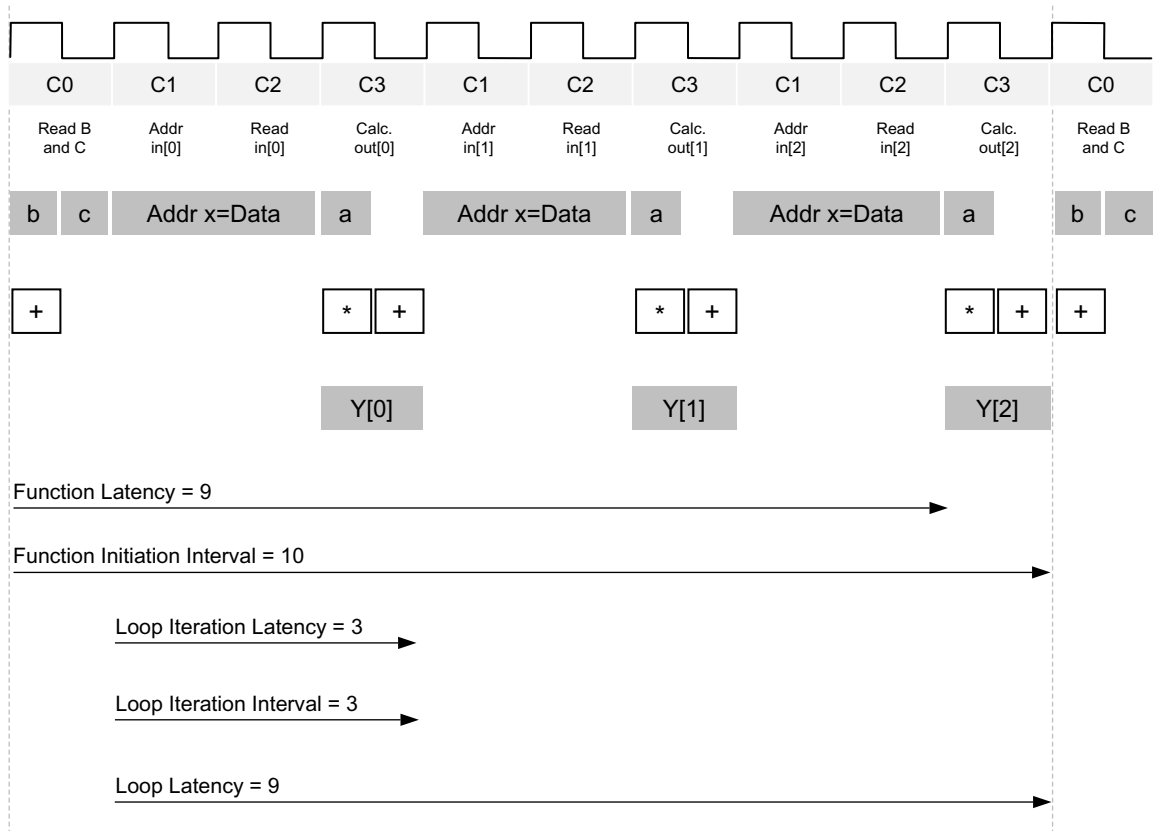 C0 C1 C2 C3 C1 C2 C3 C1 C2 C3 C0
Read B Addr Read Calc. Addr Read Calc. Addr Read Calc. Read B
and C in[0] in[0] out[0] in[1] in[1] out[1] in[2] in[2] out[2] and C
b c Addr x=Data a Addr x=Data a Addr x=Data a b c
+ * + * + * + +
Y[0] Y[1] Y[2]
Function Latency = 9
Function Initiation Interval = 10
Loop Iteration Latency = 3
Loop Iteration Interval = 3
Loop Latency = 9